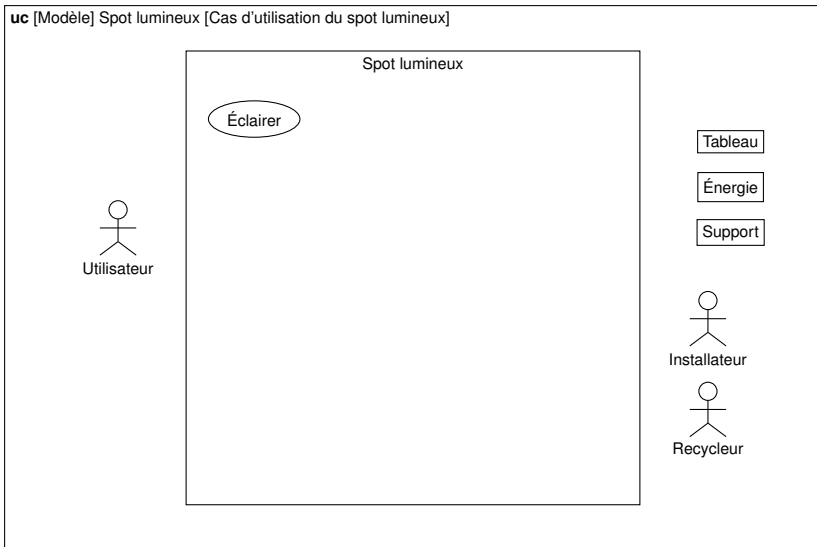 uc [Modèle] Spot lumineux [Cas d’utilisation du spot lumineux]
Spot lumineux
Éclairer
Tableau
Énergie
Support
Utilisateur
Installateur
Recycleur